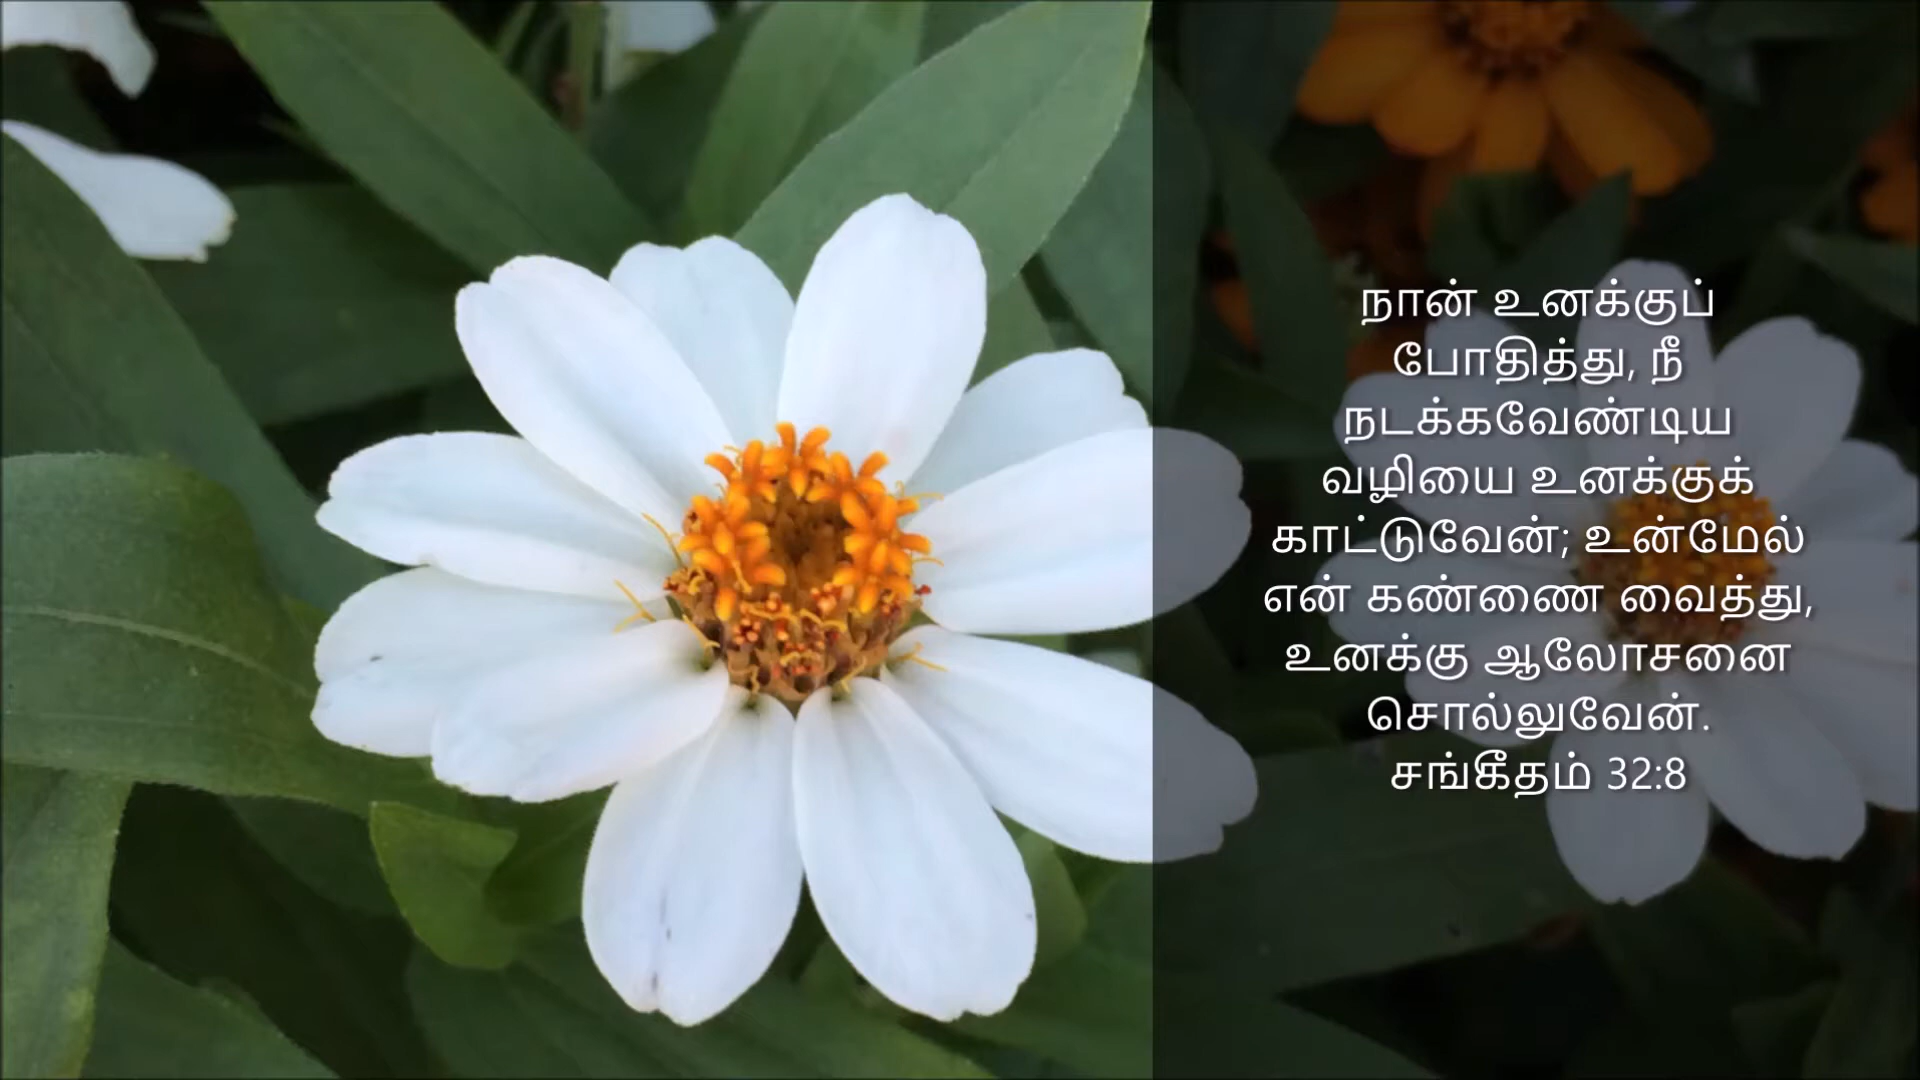 நான் உனக்குப்
போதித்து, நீ
நடக்கவேண்டிய
வழியை உனக்குக்
காட்டுவேன்; உன்மேல்
என் கண்ணை வைத்து,
உனக்கு ஆலோசனை
சொல்லுவேன்.
சங்கீதம் 32:8